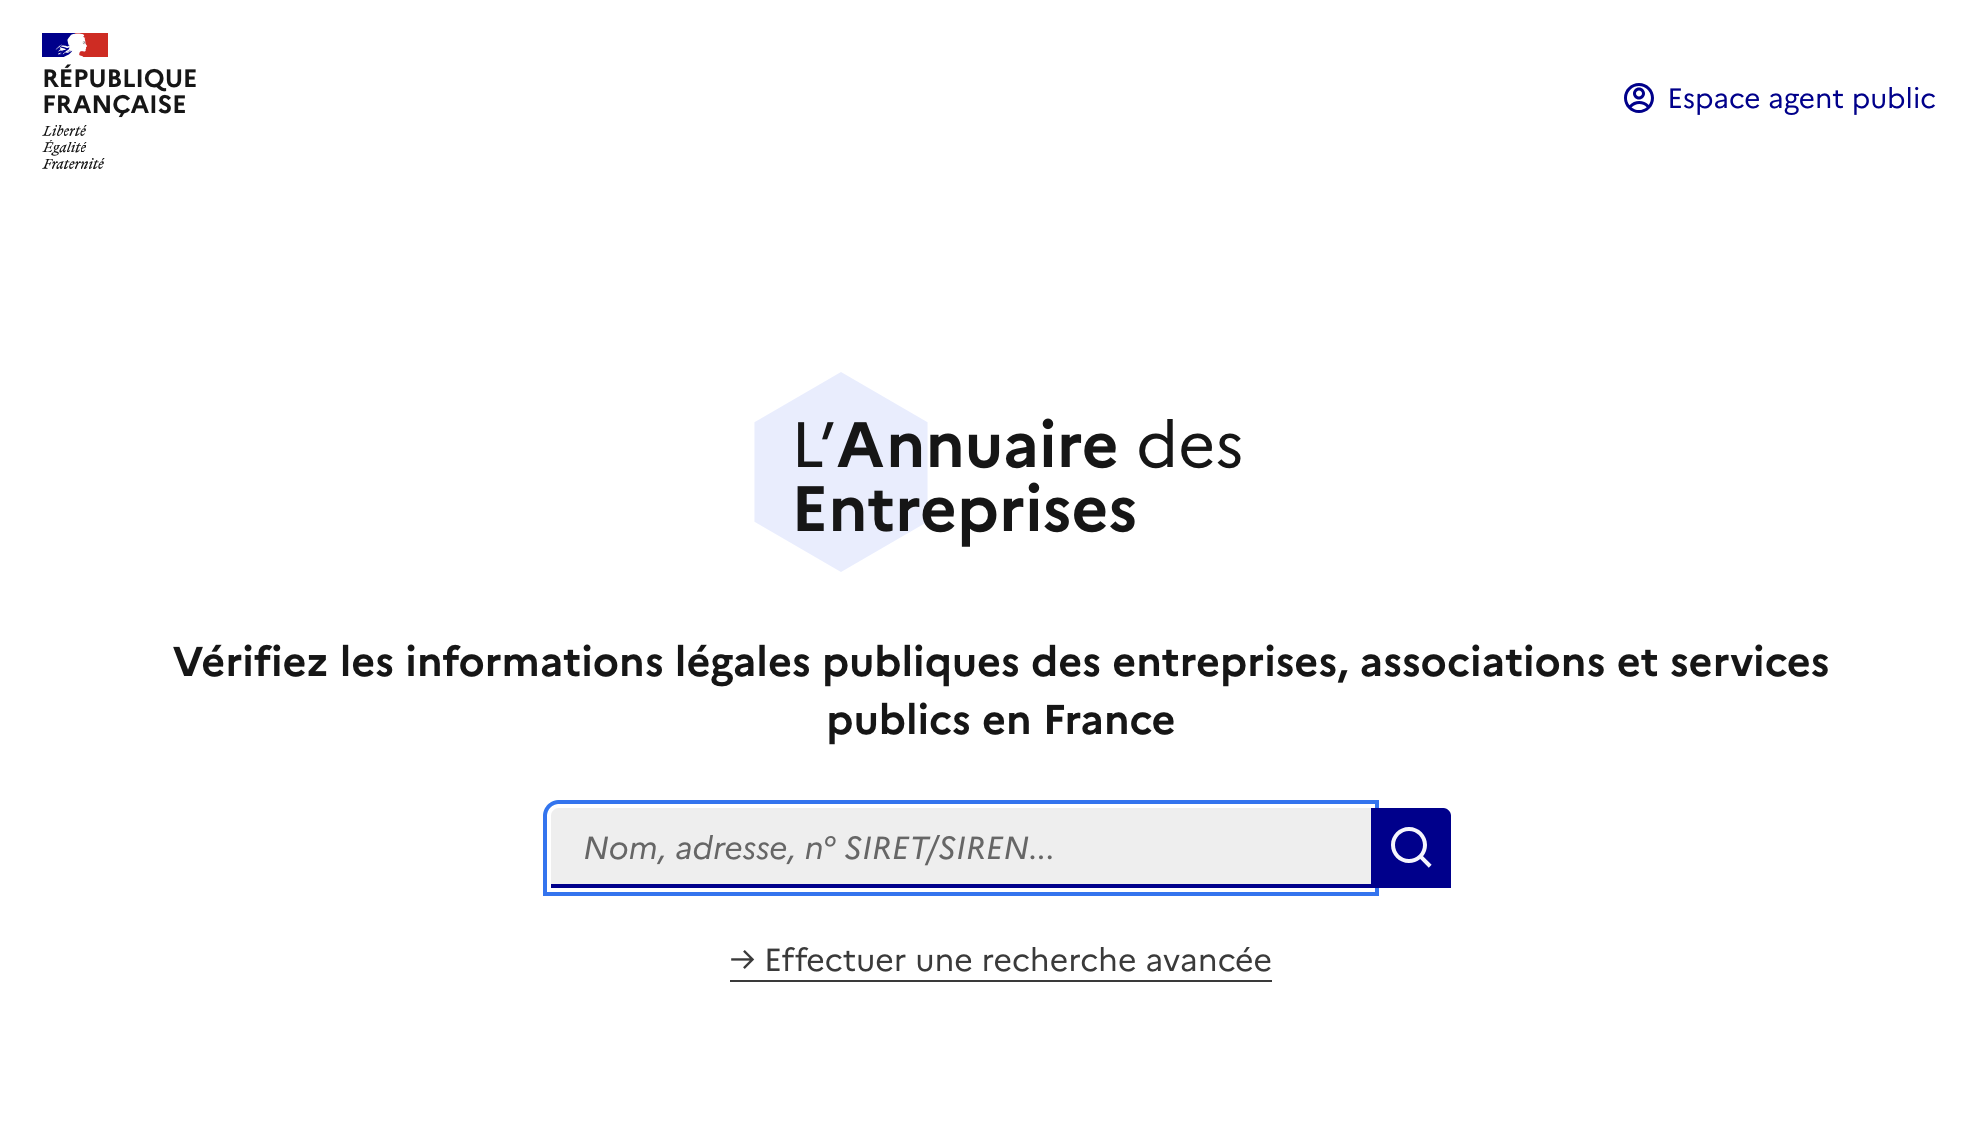 RÉPUBLIQUE
FRANÇAISE
Liberté
Égalité
Fraternité
Espace agent public
L’Annuaire des
Entreprises
Vérifiez les informations légales publiques des entreprises, associations et services
publics en France
Nom, adresse, n° SIRET/SIREN...
→ Effectuer une recherche avancée